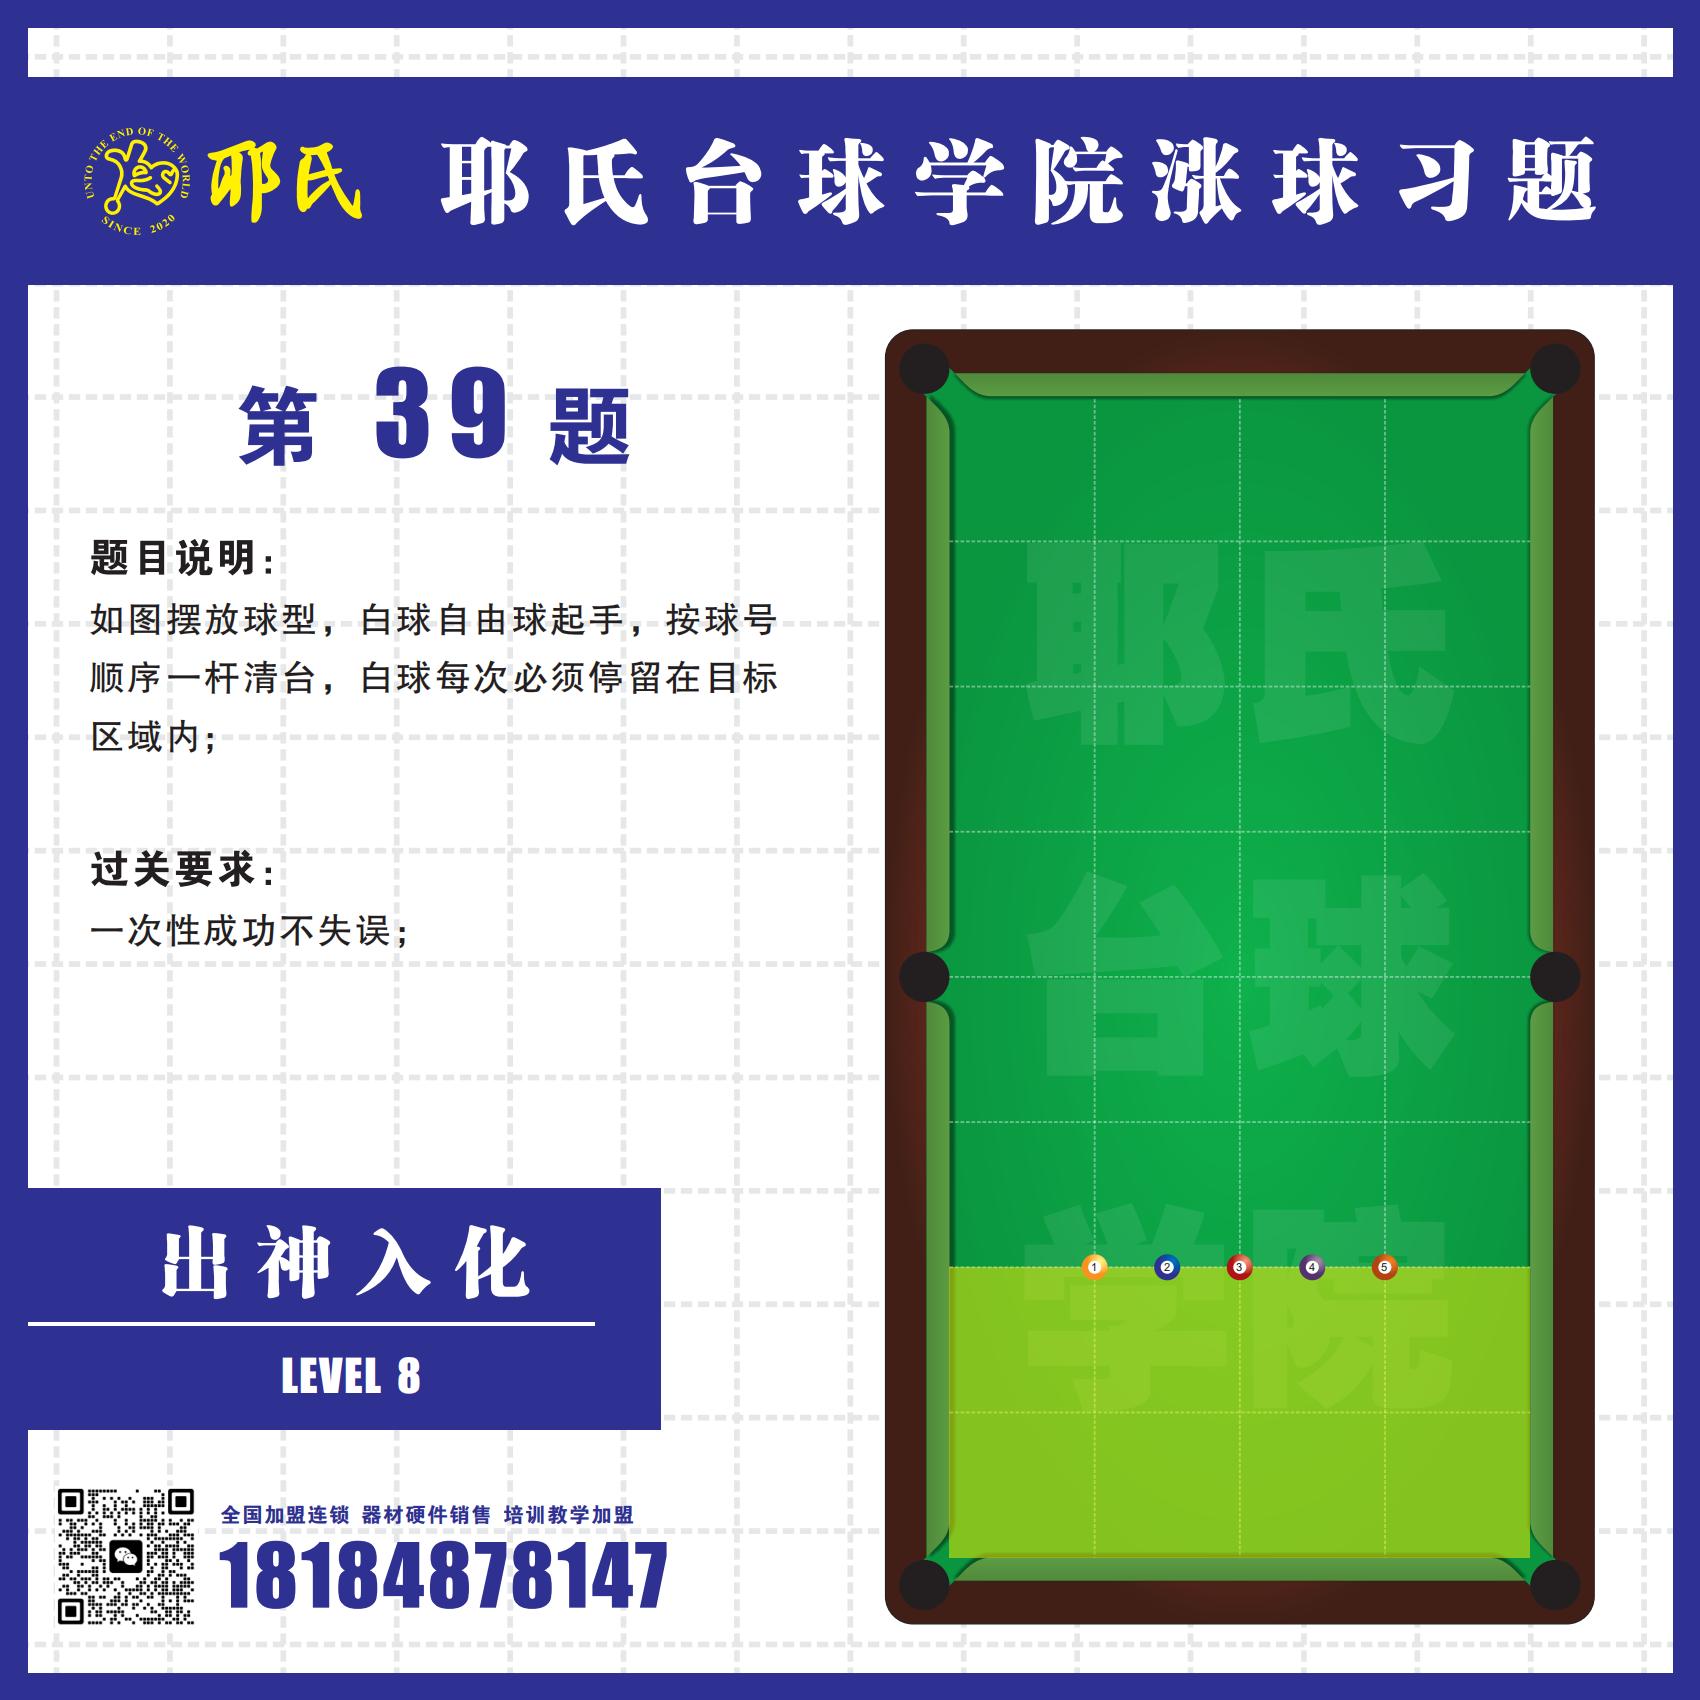 UNTO THE END OF THE WORLD
SINCE 2020
耶氏
耶氏台球学院涨球习题
第 39 题
题目说明:
如图摆放球型，白球自由球起手，按球号
顺序一杆清台，白球每次必须停留在目标
区域内；
过关要求:
一次性成功不失误；
耶氏
台球
学院
1 2 3 4 5
出神入化
LEVEL 8
全国加盟连锁 器材硬件销售 培训教学加盟
18184878147